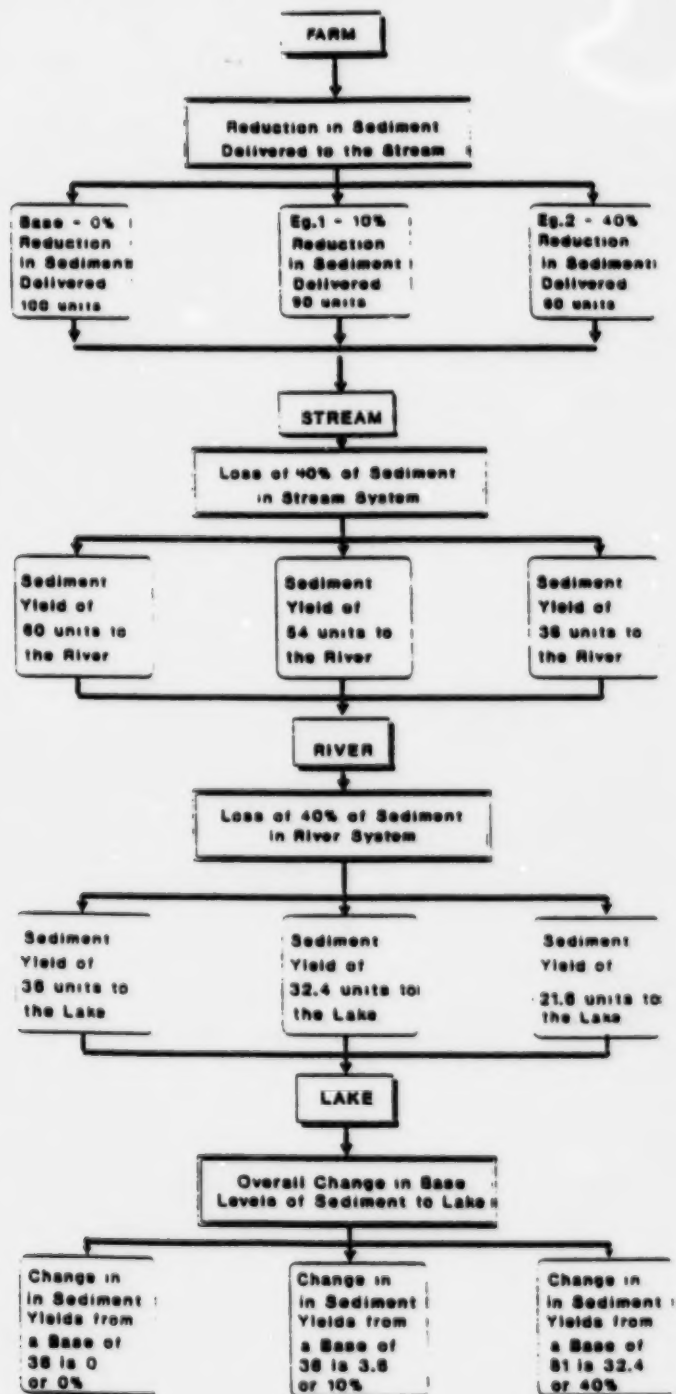 FARM
Reduction in Sediment
Delivered to the Stream
Base - 0%
Reduction
in Sediment
Delivered
100 units
Eg.1 - 10%
Reduction
in Sediment
Delivered
90 units
Eg.2 - 40%
Reduction
in Sediment
Delivered
60 units
STREAM
Loss of 40% of Sediment
in Stream System
Sediment
Yield of
60 units to
the River
Sediment
Yield of
54 units to
the River
Sediment
Yield of
36 units to
the River
RIVER
Loss of 40% of Sediment
in River System
Sediment
Yield of
36 units to
the Lake
Sediment
Yield of
32.4 units to
the Lake
Sediment
Yield of
21.6 units to
the Lake
LAKE
Overall Change in Base
Levels of Sediment to Lake
Change in
in Sediment
Yields from
a Base of
36 is 0
or 0%
Change in
in Sediment
Yields from
a Base of
36 is 3.6
or 10%
Change in
in Sediment
Yields from
a Base of
81 is 32.4
or 40%